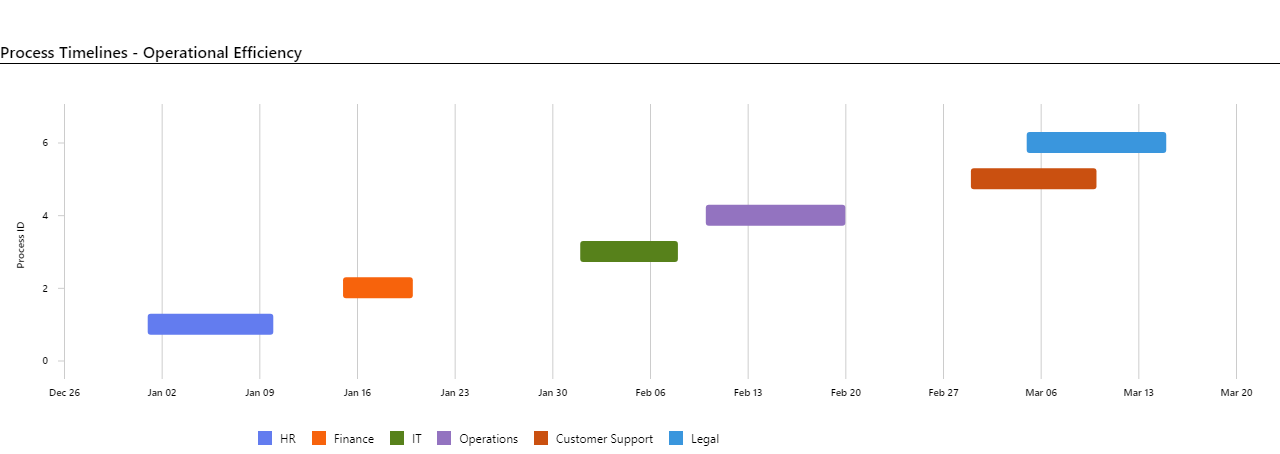 Process Timelines - Operational Efficiency
6
4
2
0
Process ID
Dec 26 Jan 02 Jan 09 Jan 16 Jan 23 Jan 30 Feb 06 Feb 13 Feb 20 Feb 27 Mar 06 Mar 13 Mar 20
HR Finance IT Operations Customer Support Legal